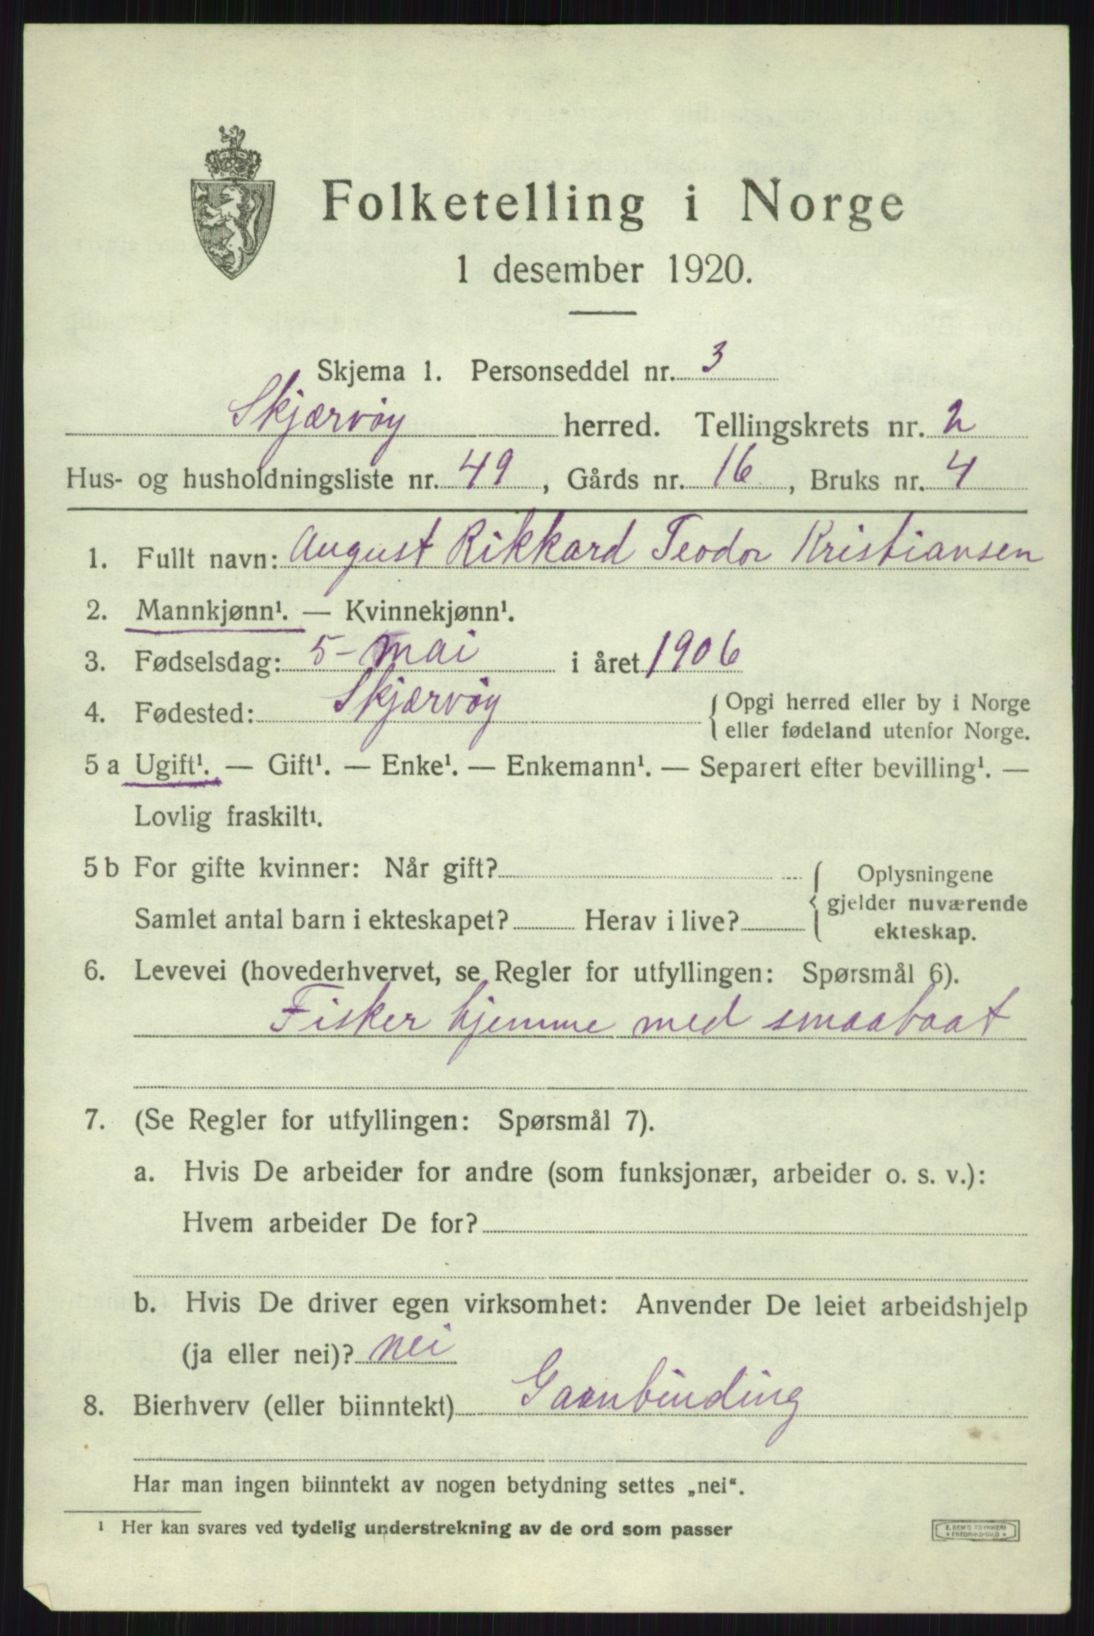 Folketelling i Norge
1 desember 1920.
Skjema 1. Personseddel nr. 3
Skjærvøy herred. Tellingskrets nr. 2
Hus- og husholdningsliste nr. 49, Gårds nr. 16, Bruks nr. 4
1. Fullt navn: August Rikkard Teodor Kristiansen
2. Mannkjønn¹. — Kvinnekjønn¹.
3. Fødselsdag: 5 - mai i året 1906
4. Fødested: Skjærvøy {Opgi herred eller by i Norge
eller fødeland utenfor Norge.
5 a Ugift¹. — Gift¹. — Enke¹. — Enkemann¹. — Separert efter bevilling¹. —
Lovlig fraskilt¹.
5 b For gifte kvinner: Når gift?
Oplysningene
gjelder nuværende
ekteskap.
Samlet antal barn i ekteskapet? Herav i live?
6. Levevei (hovederhvervet, se Regler for utfyllingen: Spørsmål 6).
Fisker hjemme med smaabaat
7. (Se Regler for utfyllingen: Spørsmål 7).
a. Hvis De arbeider for andre (som funksjonær, arbeider o. s. v.):
Hvem arbeider De for?
b. Hvis De driver egen virksomhet: Anvender De leiet arbeidshjelp
(ja eller nei)? nei
8. Bierhverv (eller biinntekt) Garnbinding
Har man ingen biinntekt av nogen betydning settes „nei“.
¹ Her kan svares ved tydelig understrekning av de ord som passer